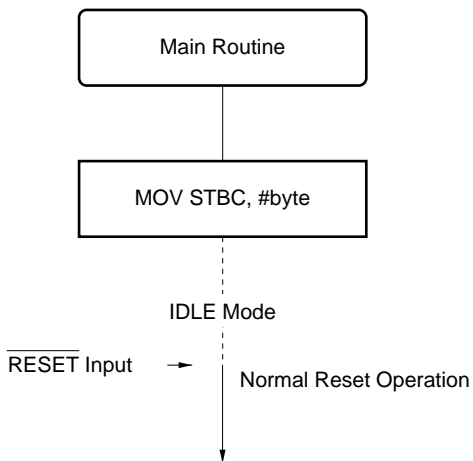 Main Routine
MOV STBC, #byte
IDLE Mode
RESET Input
Normal Reset Operation